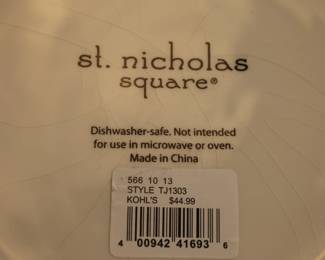 st. nicholas
square®
Dishwasher-safe. Not intended
for use in microwave or oven.
Made in China
566 10 13
STYLE TJ1303
KOHL'S $44.99
4 00942 41693 6